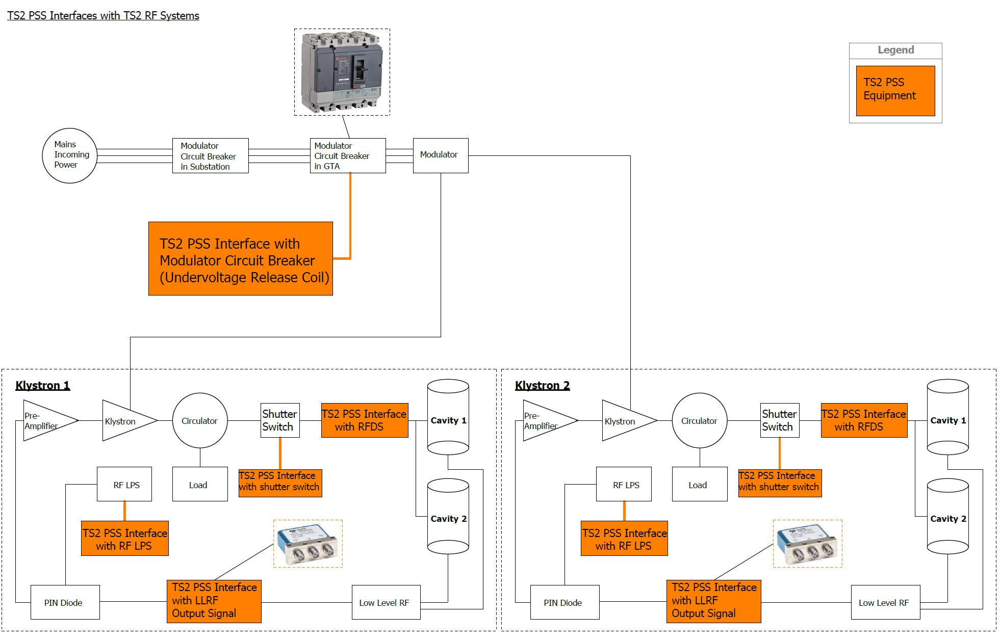 TS2 PSS Interfaces with TS2 RF Systems
Legend
TS2 PSS
Equipment
Mains
Incoming
Power
Modulator
Circuit Breaker
in Substation
Modulator
Circuit Breaker
in GTA
Modulator
TS2 PSS Interface with
Modulator Circuit Breaker
(Undervoltage Release Coil)
Klystron 1
Pre-
Amplifier
Klystron
Circulator
Shutter
Switch
TS2 PSS Interface
with RFDS
Cavity 1
RF LPS
Load
TS2 PSS Interface
with shutter switch
Cavity 2
TS2 PSS Interface
with RF LPS
PIN Diode
TS2 PSS Interface
with LLRF
Output Signal
Low Level RF
Klystron 2
Pre-
Amplifier
Klystron
Circulator
Shutter
Switch
TS2 PSS Interface
with RFDS
Cavity 1
RF LPS
Load
TS2 PSS Interface
with shutter switch
Cavity 2
TS2 PSS Interface
with RF LPS
PIN Diode
TS2 PSS Interface
with LLRF
Output Signal
Low Level RF